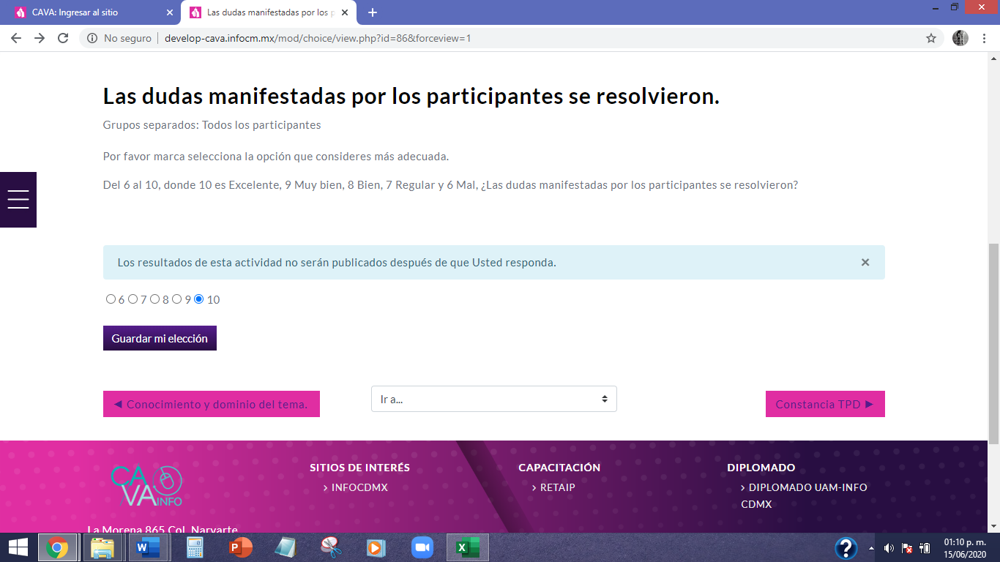 CAVA: Ingresar al sitio
Las dudas manifestadas por los p
No seguro
develop-cava.infocm.mx/mod/choice/view.php?id=86&forceview=1
Las dudas manifestadas por los participantes se resolvieron.
Grupos separados: Todos los participantes
Por favor marca selecciona la opción que consideres más adecuada.
Del 6 al 10, donde 10 es Excelente, 9 Muy bien, 8 Bien, 7 Regular y 6 Mal, ¿Las dudas manifestadas por los participantes se resolvieron?
Los resultados de esta actividad no serán publicados después de que Usted responda.
6 7 8 9 10
Guardar mi elección
◄ Conocimiento y dominio del tema.
Ir a...
Constancia TPD ►
CAVA INFO
La Morena 865 Col. Narvarte
SITIOS DE INTERÉS
INFOCDMX
CAPACITACIÓN
RETAIP
DIPLOMADO
DIPLOMADO UAM-INFO
CDMX
01:10 p. m.
15/06/2020